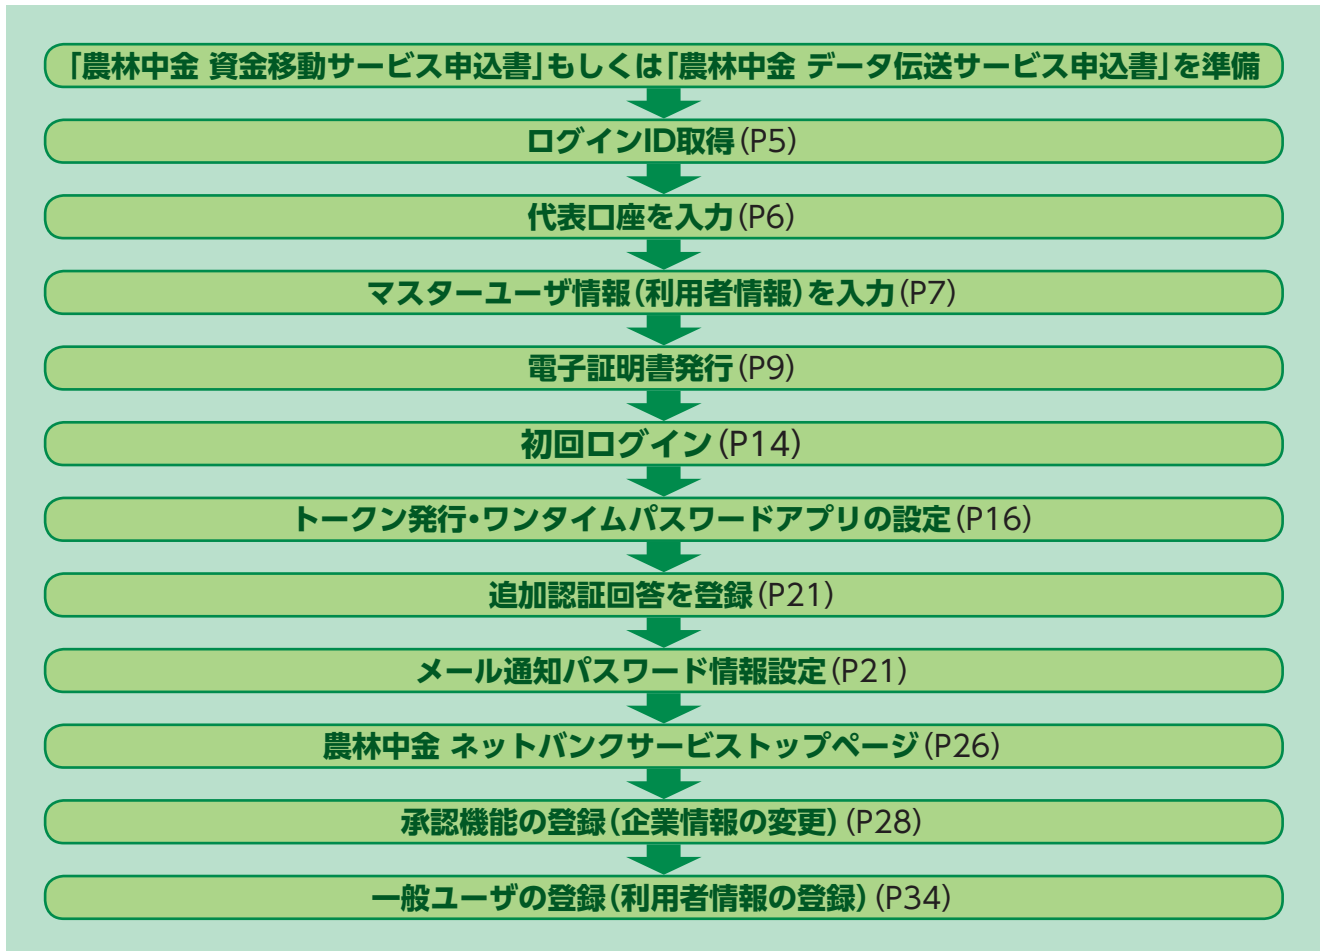 「農林中金 資金移動サービス申込書」もしくは「農林中金 データ伝送サービス申込書」を準備
ログインID取得(P5)
代表口座を入力(P6)
マスターユーザ情報(利用者情報)を入力(P7)
電子証明書発行(P9)
初回ログイン(P14)
トークン発行・ワンタイムパスワードアプリの設定(P16)
追加認証回答を登録(P21)
メール通知パスワード情報設定(P21)
農林中金 ネットバンクサービストップページ(P26)
承認機能の登録(企業情報の変更)(P28)
一般ユーザの登録(利用者情報の登録)(P34)